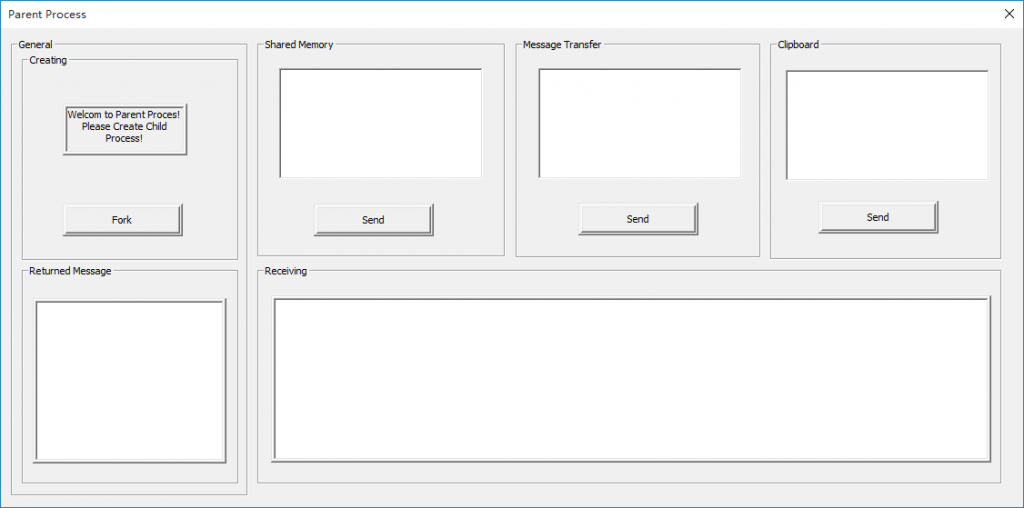 Parent Process
General
Creating
Welcom to Parent Proces!
Please Create Child
Process!
Fork
Shared Memory
Send
Message Transfer
Send
Clipboard
Send
Returned Message
Receiving